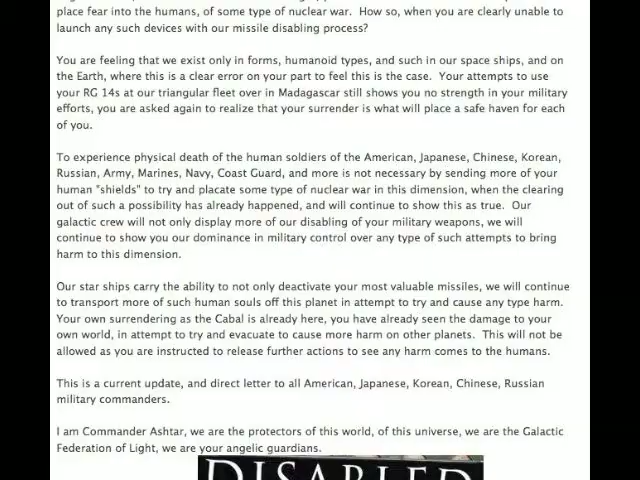 place fear into the humans, of some type of nuclear war.  How so, when you are clearly unable to
launch any such devices with our missile disabling process?
You are feeling that we exist only in forms, humanoid types, and such in our space ships, and on
the Earth, where this is a clear error on your part to feel this is the case.  Your attempts to use
your RG 14s at our triangular fleet over in Madagascar still shows you no strength in your military
efforts, you are asked again to realize that your surrender is what will place a safe haven for each
of you.
To experience physical death of the human soldiers of the American, Japanese, Chinese, Korean,
Russian, Army, Marines, Navy, Coast Guard, and more is not necessary by sending more of your
human "shields" to try and placate some type of nuclear war in this dimension, when the clearing
out of such a possibility has already happened, and will continue to show this as true.  Our
galactic crew will not only display more of our disabling of your military weapons, we will
continue to show you our dominance in military control over any type of such attempts to bring
harm to this dimension.
Our star ships carry the ability to not only deactivate your most valuable missiles, we will continue
to transport more of such human souls off this planet in attempt to try and cause any type harm.
Your own surrendering as the Cabal is already here, you have already seen the damage to your
own world, in attempt to try and evacuate to cause more harm on other planets.  This will not be
allowed as you are instructed to release further actions to see any harm comes to the humans.
This is a current update, and direct letter to all American, Japanese, Korean, Chinese, Russian
military commanders.
I am Commander Ashtar, we are the protectors of this world, of this universe, we are the Galactic
Federation of Light, we are your angelic guardians.
DISABLED